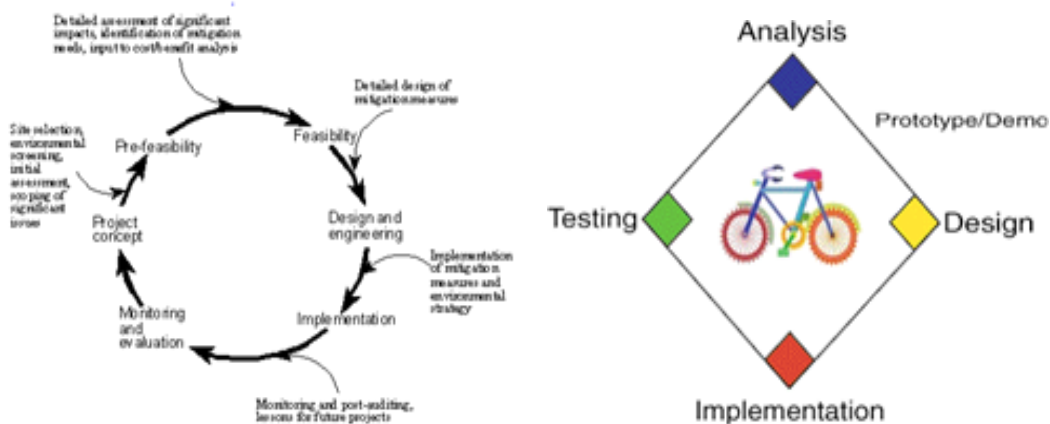 Detailed assessment of significant
impacts, identification of mitigation
needs, input to cost/benefit analysis
Detailed design of
mitigation measures
Feasibility
Site selection,
environmental
screening,
initial
assessment,
scoping of
significant
issues
Pre-feasibility
Project
concept
Design and
engineering
Implementation
of mitigation
measures and
environmental
strategy
Monitoring
and
evaluation
Implementation
Monitoring and post-auditing,
lessons for future projects
Analysis
Prototype/Demo
Testing
Design
Implementation